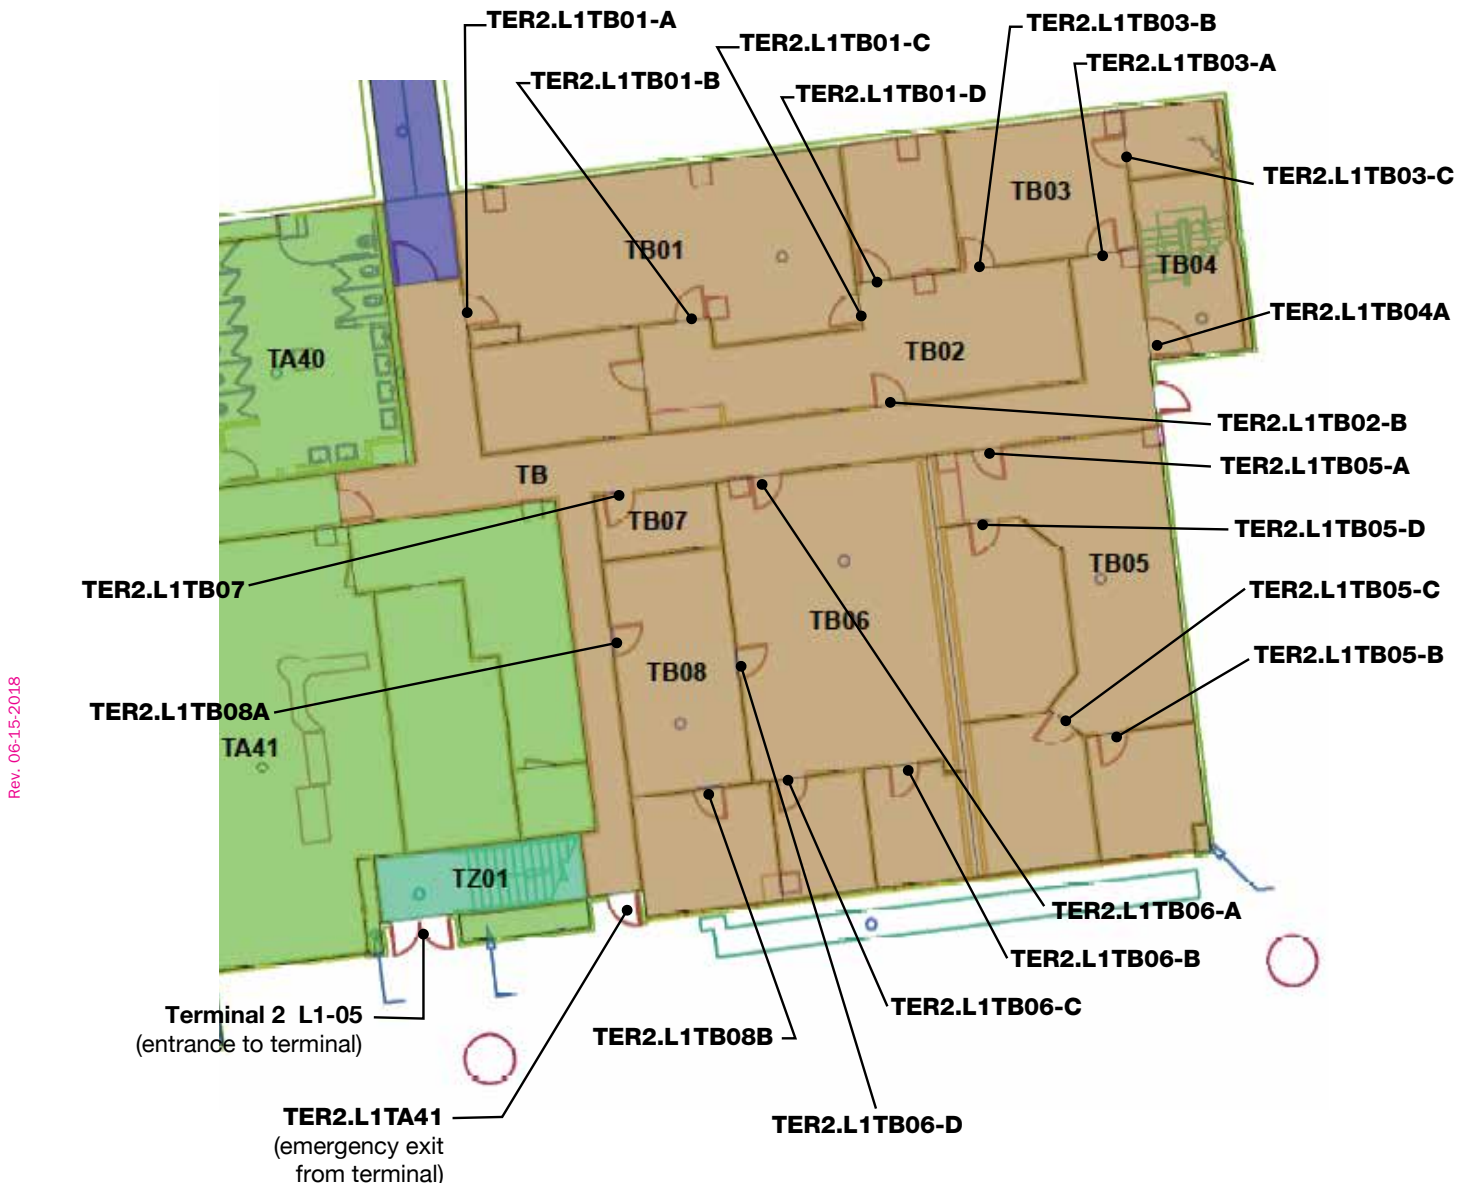 TER2.L1TB01-A
TER2.L1TB03-B
TER2.L1TB01-C
TER2.L1TB03-A
TER2.L1TB01-B
TER2.L1TB01-D
TER2.L1TB03-C
TB03
TB01
TB04
TER2.L1TB04A
TA40
TB02
TER2.L1TB02-B
TER2.L1TB05-A
TB
TB07
TER2.L1TB05-D
TB05
TER2.L1TB07
TER2.L1TB05-C
TB06
TER2.L1TB05-B
TB08
TER2.L1TB08A
TA41
Rev. 06-15-2018
TZ01
TER2.L1TB06-A
TER2.L1TB06-B
TER2.L1TB06-C
Terminal 2 L1-05
(entrance to terminal)
TER2.L1TB08B
TER2.L1TA41
(emergency exit
from terminal)
TER2.L1TB06-D